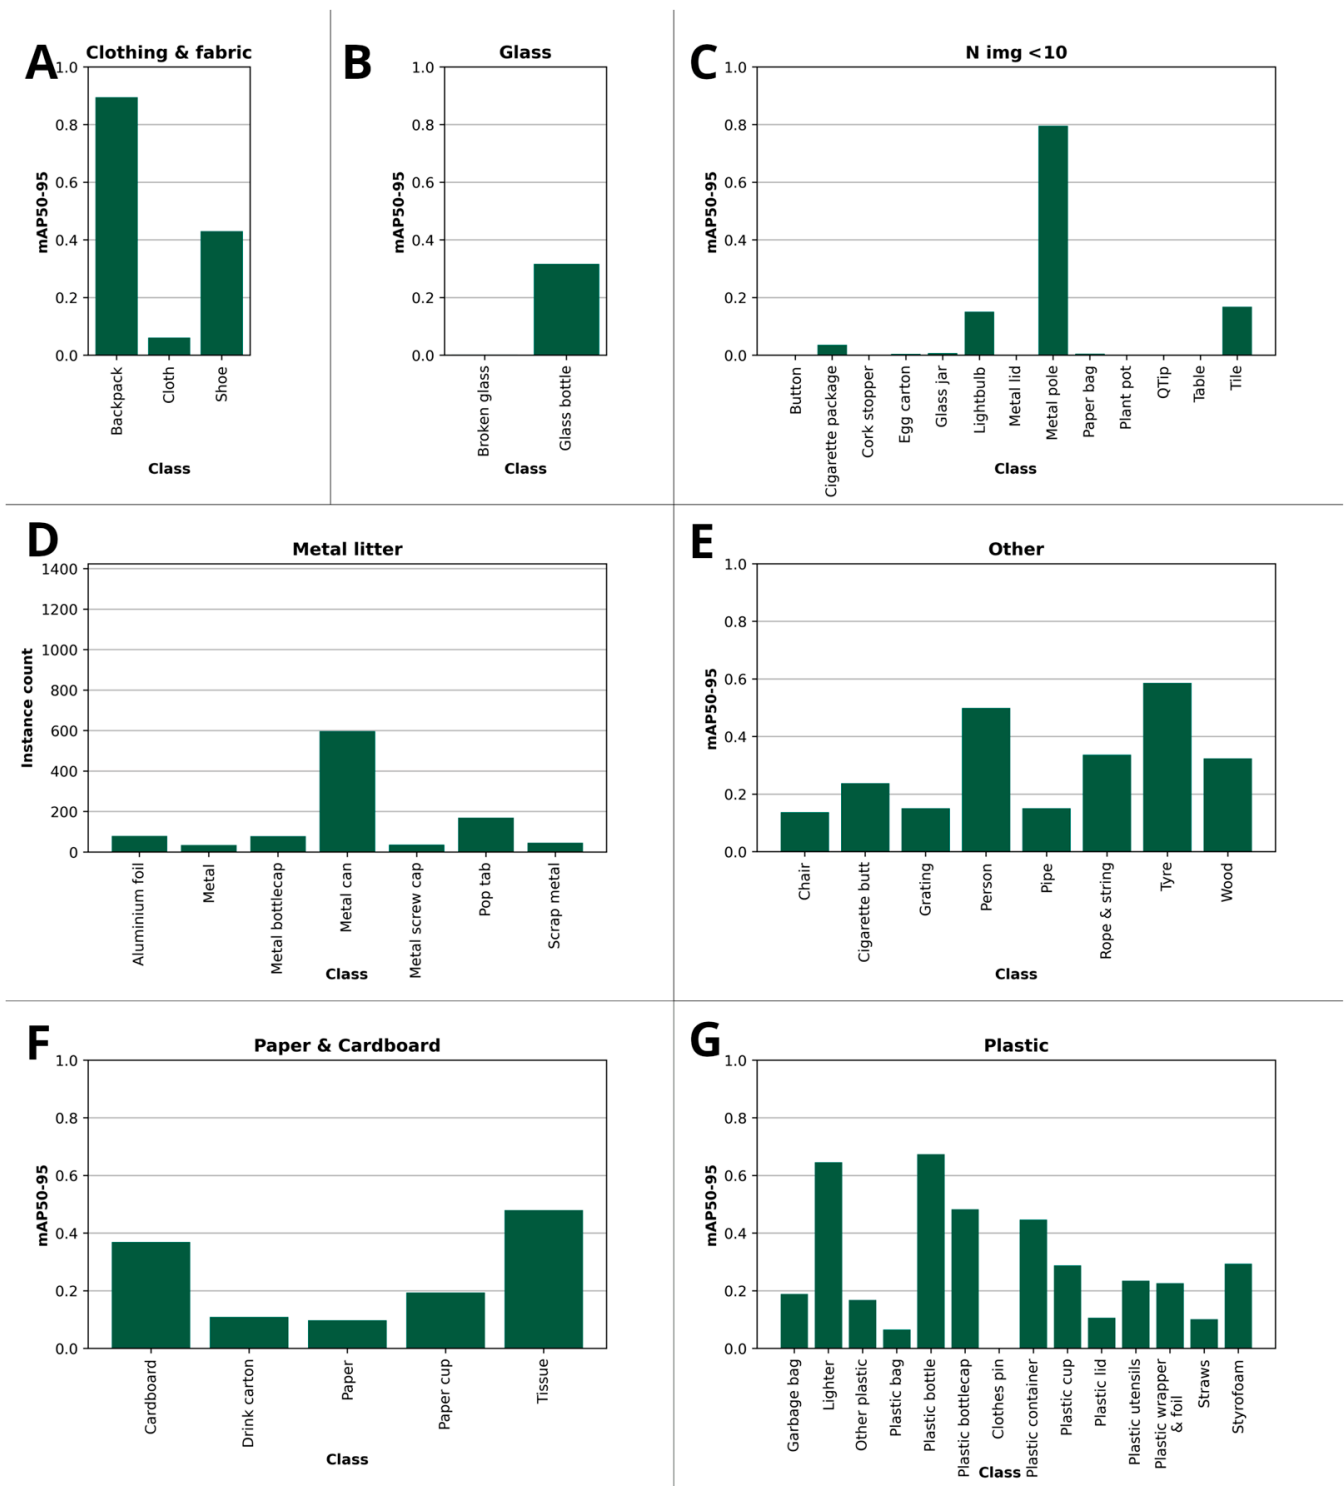 A
Clothing & fabric
1.0
0.8
0.6
0.4
0.2
0.0
mAP50-95
Backpack
Cloth
Shoe
Class
B
Glass
1.0
0.8
0.6
0.4
0.2
0.0
mAP50-95
Broken glass
Glass bottle
Class
C
N img <10
1.0
0.8
0.6
0.4
0.2
0.0
mAP50-95
Button
Cigarette package
Cork stopper
Egg carton
Glass jar
Lightbulb
Metal lid
Metal pole
Paper bag
Plant pot
QTip
Table
Tile
Class
D
Metal litter
1400
1200
1000
800
600
400
200
0
Instance count
Aluminium foil
Metal
Metal bottlecap
Metal can
Metal screw cap
Pop tab
Scrap metal
Class
E
Other
1.0
0.8
0.6
0.4
0.2
0.0
mAP50-95
Chair
Cigarette butt
Grating
Person
Pipe
Rope & string
Tyre
Wood
Class
F
Paper & Cardboard
1.0
0.8
0.6
0.4
0.2
0.0
mAP50-95
Cardboard
Drink carton
Paper
Paper cup
Tissue
Class
G
Plastic
1.0
0.8
0.6
0.4
0.2
0.0
mAP50-95
Garbage bag
Lighter
Other plastic
Plastic bag
Plastic bottle
Plastic bottlecap
Clothes pin
Plastic container
Plastic cup
Plastic lid
Plastic utensils
Plastic wrapper
& foil
Straws
Styrofoam
Class